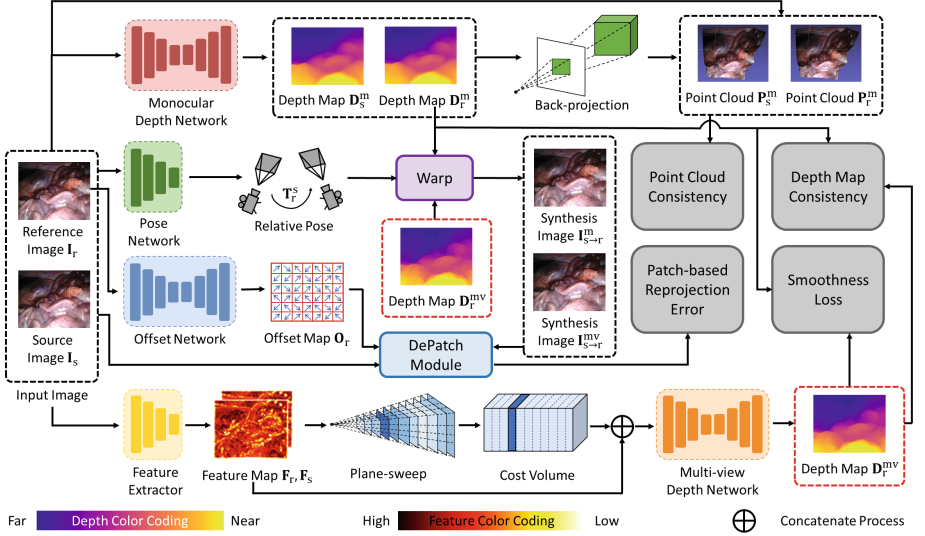 Monocular
Depth Network
Depth Map D_s^m
Depth Map D_r^m
Back-projection
Point Cloud P_s^m
Point Cloud P_r^m
Reference
Image I_r
Source
Image I_s
Input Image
Pose
Network
T_r^s
Relative Pose
Warp
Depth Map D_r^mv
Synthesis
Image I_s→r^m
Synthesis
Image I_s→r^mv
Point Cloud
Consistency
Depth Map
Consistency
Offset Network
Offset Map O_r
DePatch
Module
Patch-based
Reprojection
Error
Smoothness
Loss
Feature
Extractor
Feature Map F_r, F_s
Plane-sweep
Cost Volume
Multi-view
Depth Network
Depth Map D_r^mv
Far
Depth Color Coding
Near
High
Feature Color Coding
Low
Concatenate Process